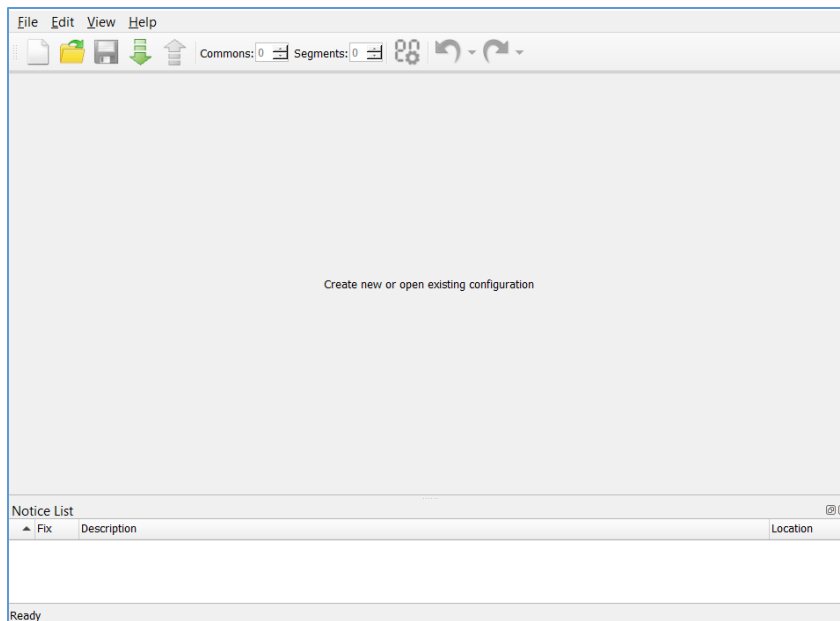 File Edit View Help
Commons: 0 Segments: 0
Create new or open existing configuration
Notice List
Fix Description Location
Ready